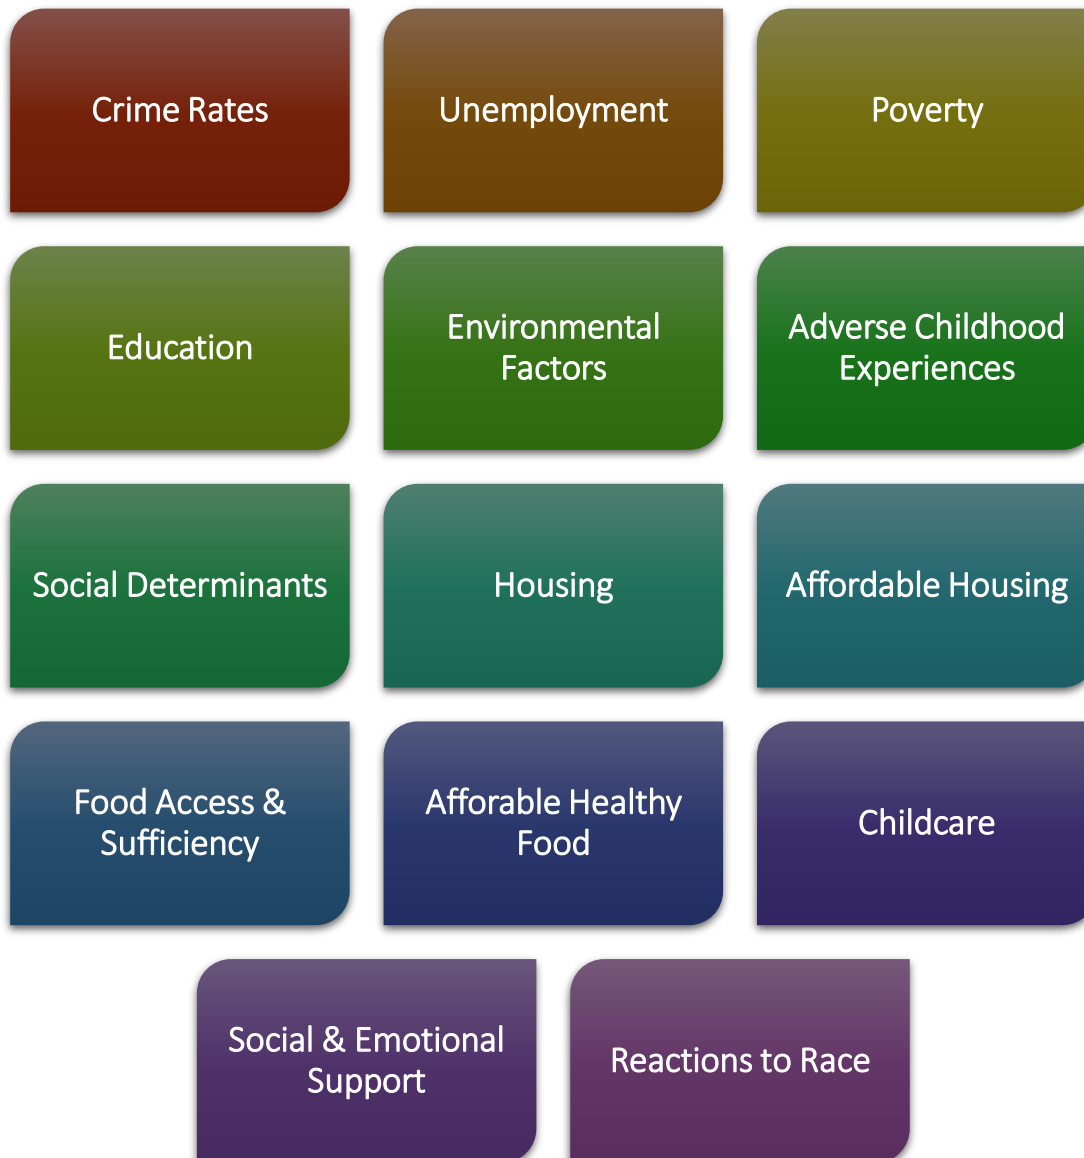 Crime Rates
Unemployment
Poverty
Education
Environmental
Factors
Adverse Childhood
Experiences
Social Determinants
Housing
Affordable Housing
Food Access &
Sufficiency
Afforable Healthy
Food
Childcare
Social & Emotional
Support
Reactions to Race